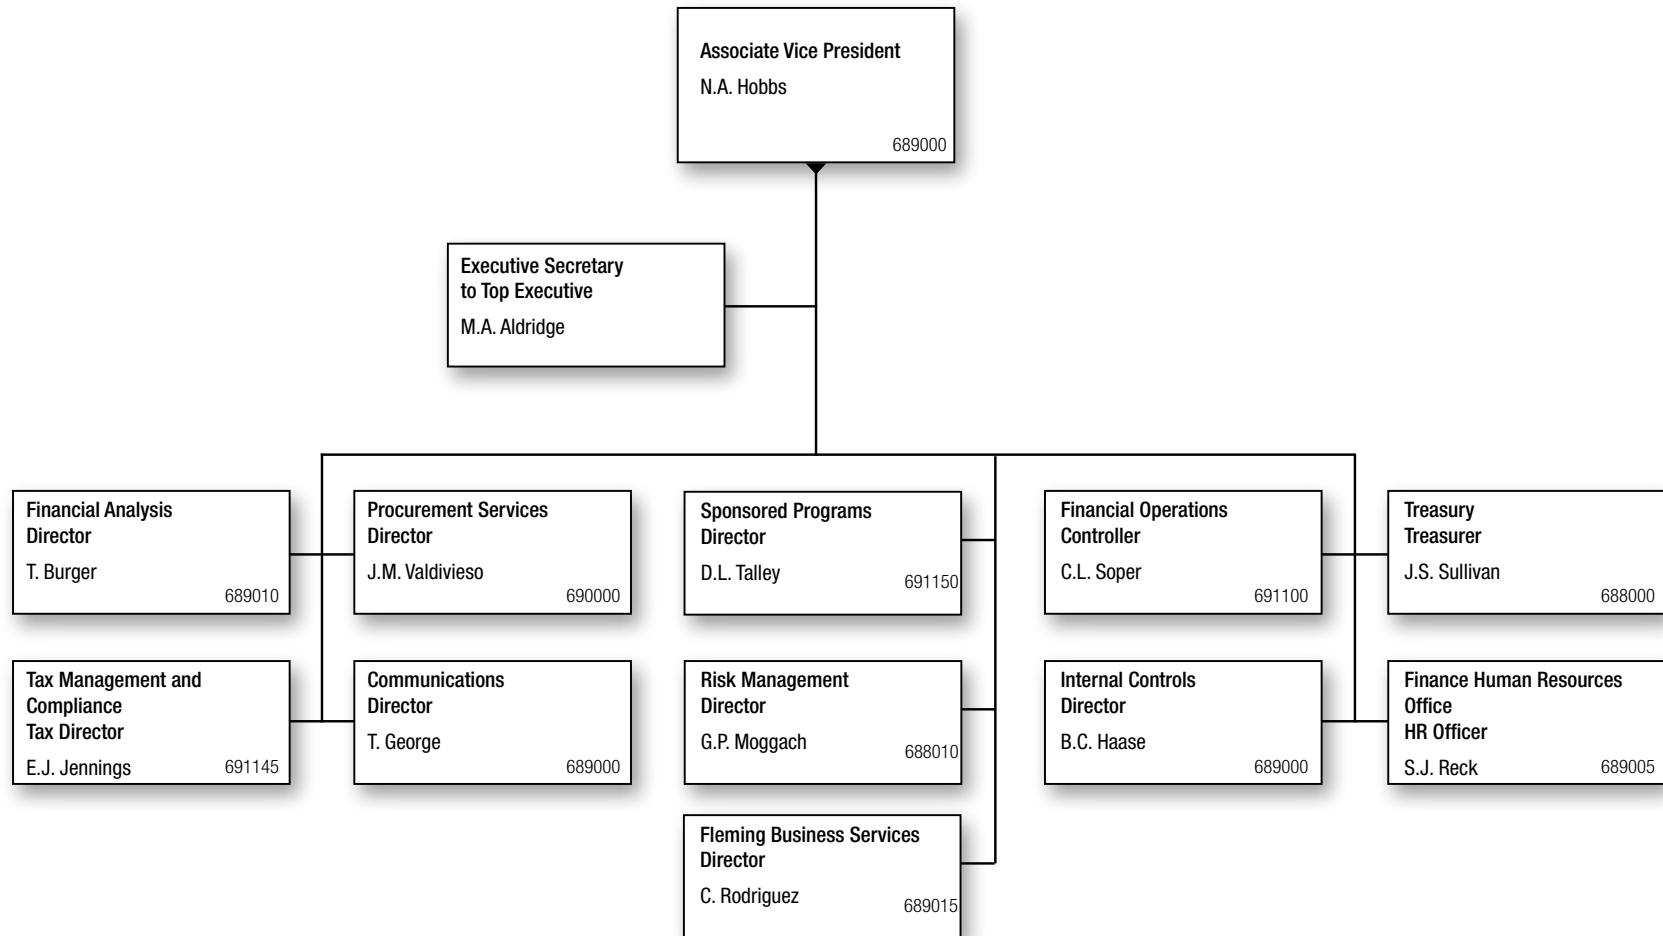 Associate Vice President
N.A. Hobbs
689000
Executive Secretary
to Top Executive
M.A. Aldridge
Financial Analysis
Director
T. Burger
689010
Procurement Services
Director
J.M. Valdivieso
690000
Sponsored Programs
Director
D.L. Talley
691150
Financial Operations
Controller
C.L. Soper
691100
Treasury
Treasurer
J.S. Sullivan
688000
Tax Management and
Compliance
Tax Director
E.J. Jennings 691145
Communications
Director
T. George
689000
Risk Management
Director
G.P. Moggach
688010
Internal Controls
Director
B.C. Haase
689000
Finance Human Resources
Office
HR Officer
S.J. Reck 689005
Fleming Business Services
Director
C. Rodriguez
689015